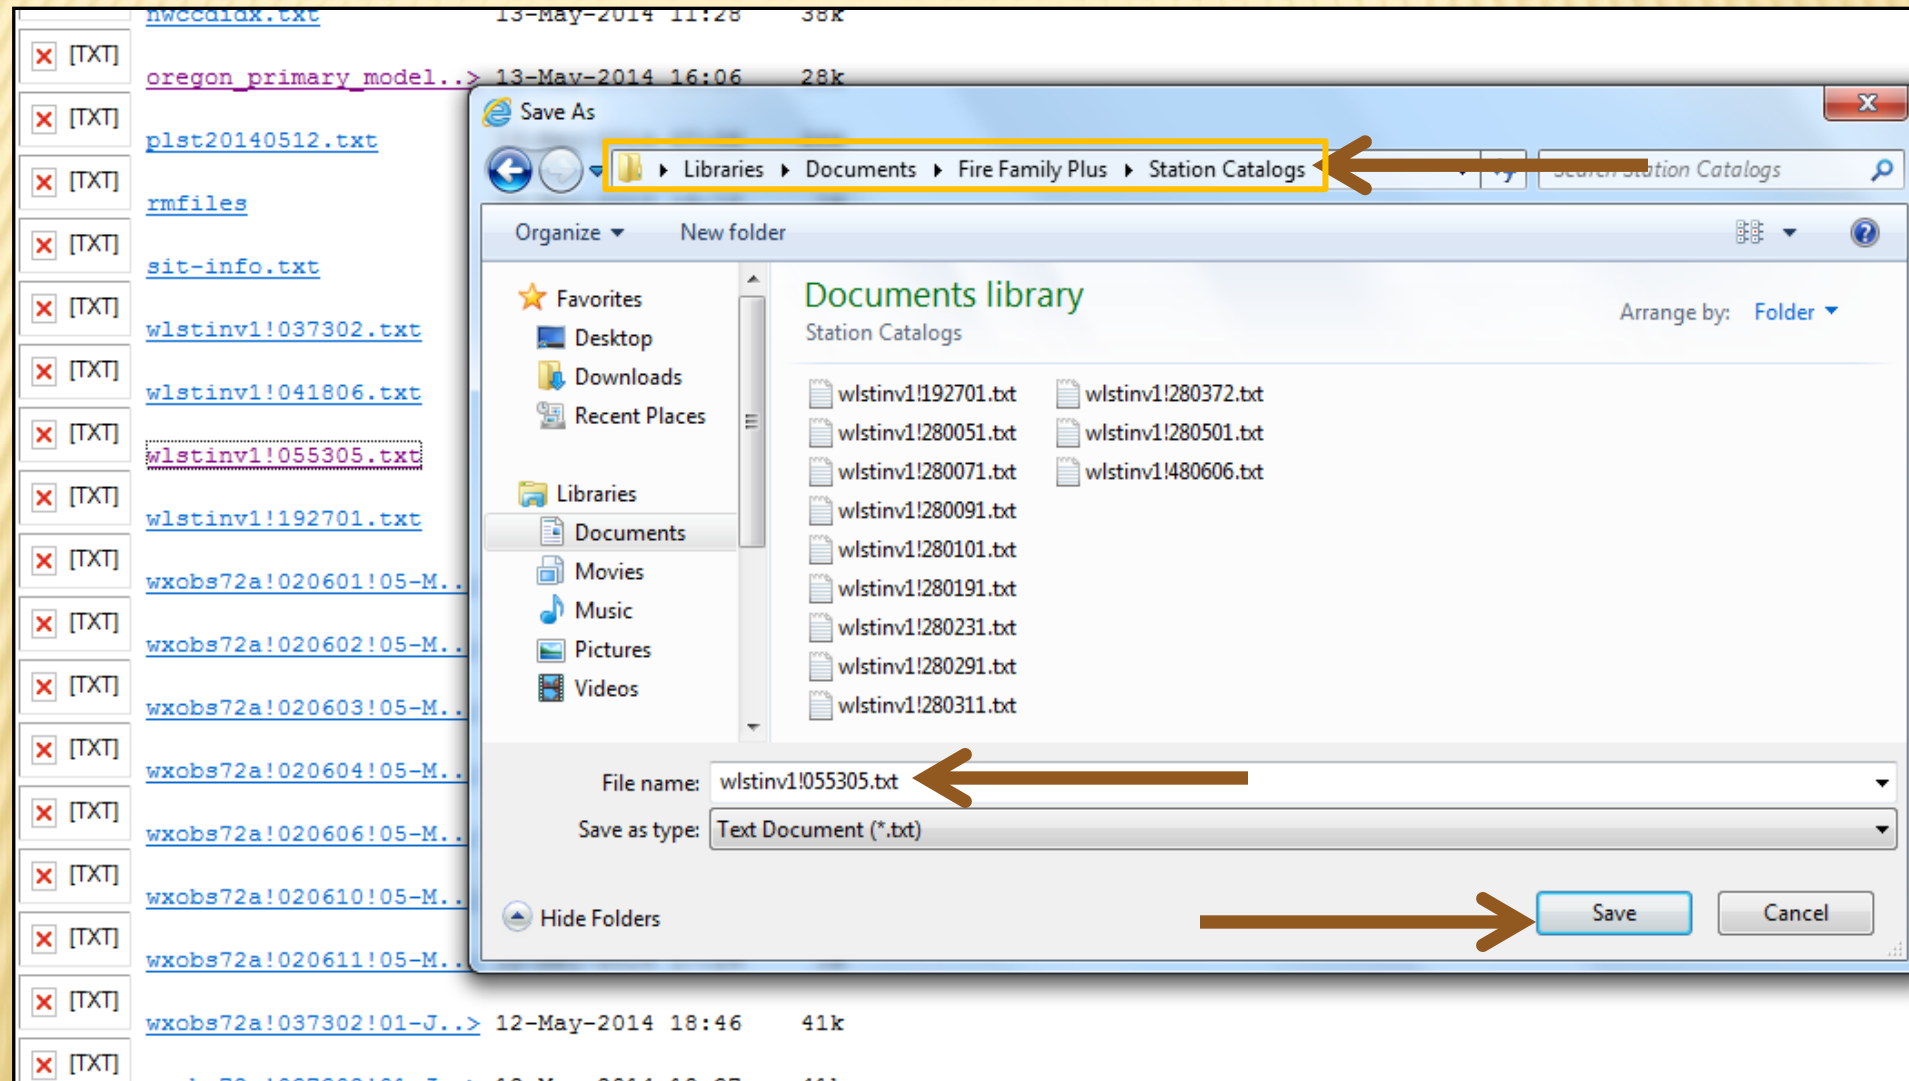 nwccdidx.txt 13-May-2014 11:28 38k
[TXT] oregon_primary_model..> 13-May-2014 16:06 28k
[TXT] plst20140512.txt
[TXT] rmfiles
[TXT] sit-info.txt
[TXT] wlstinv1!037302.txt
[TXT] wlstinv1!041806.txt
[TXT] wlstinv1!055305.txt
[TXT] wlstinv1!192701.txt
[TXT] wxobs72a!020601!05-M..
[TXT] wxobs72a!020602!05-M..
[TXT] wxobs72a!020603!05-M..
[TXT] wxobs72a!020604!05-M..
[TXT] wxobs72a!020606!05-M..
[TXT] wxobs72a!020610!05-M..
[TXT] wxobs72a!020611!05-M..
[TXT] wxobs72a!037302!01-J..> 12-May-2014 18:46 41k
[TXT]
Save As
Libraries Documents Fire Family Plus Station Catalogs
Search Station Catalogs
Organize New folder
Favorites
Desktop
Downloads
Recent Places
Libraries
Documents
Movies
Music
Pictures
Videos
Documents library
Station Catalogs
Arrange by: Folder
wlstinv1!192701.txt
wlstinv1!280051.txt
wlstinv1!280071.txt
wlstinv1!280091.txt
wlstinv1!280101.txt
wlstinv1!280191.txt
wlstinv1!280231.txt
wlstinv1!280291.txt
wlstinv1!280311.txt
wlstinv1!280372.txt
wlstinv1!280501.txt
wlstinv1!480606.txt
File name: wlstinv1!055305.txt
Save as type: Text Document (*.txt)
Hide Folders
Save Cancel